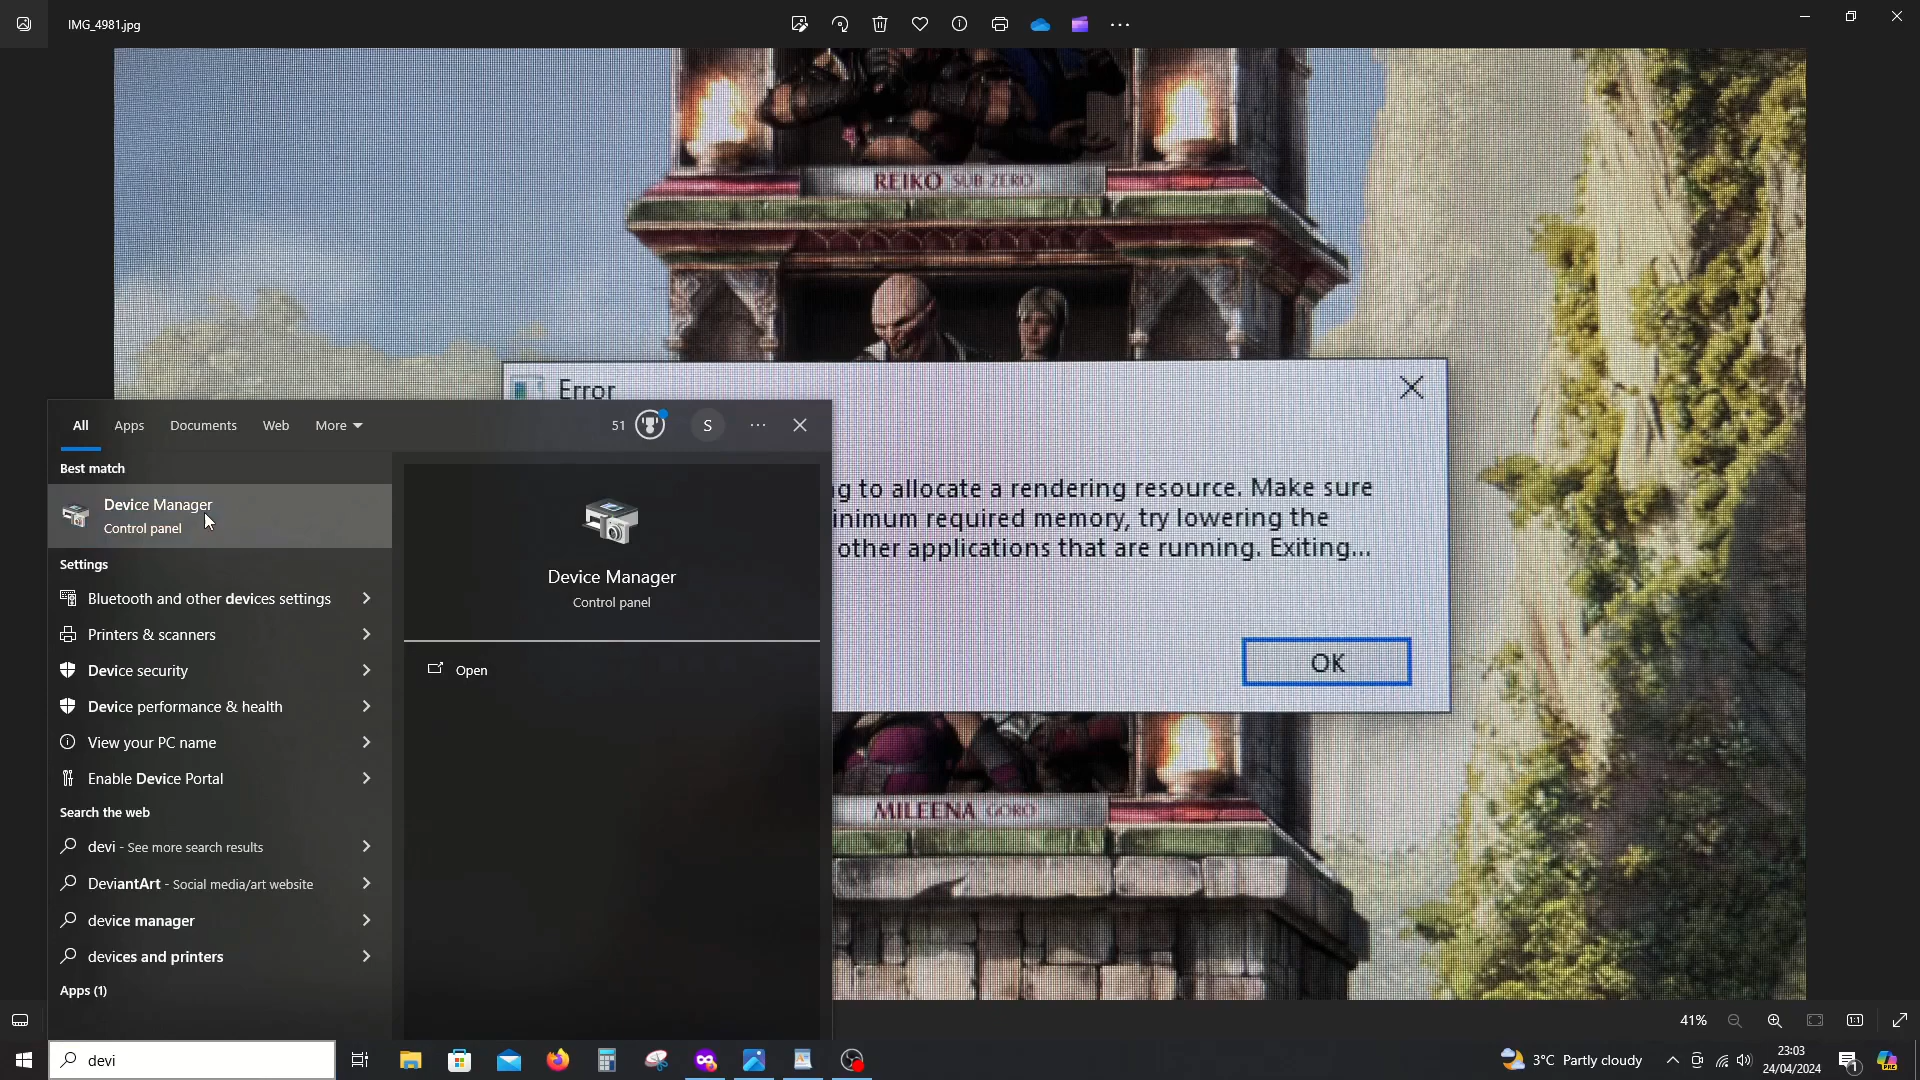 IMG_4981.jpg
REIKO SUB-ZERO
Error
All Apps Documents Web More 51 S
Best match
Device Manager
Control panel
Settings
Bluetooth and other devices settings
Printers & scanners
Device security
Device performance & health
View your PC name
Enable Device Portal
Search the web
devi - See more search results
DeviantArt - Social media/art website
device manager
devices and printers
Apps (1)
Device Manager
Control panel
Open
to allocate a rendering resource. Make sure
required memory, try lowering the
other applications that are running. Exiting...
OK
MILEENA GORO
41%
devi
3°C Partly cloudy
23:03
24/04/2024
1